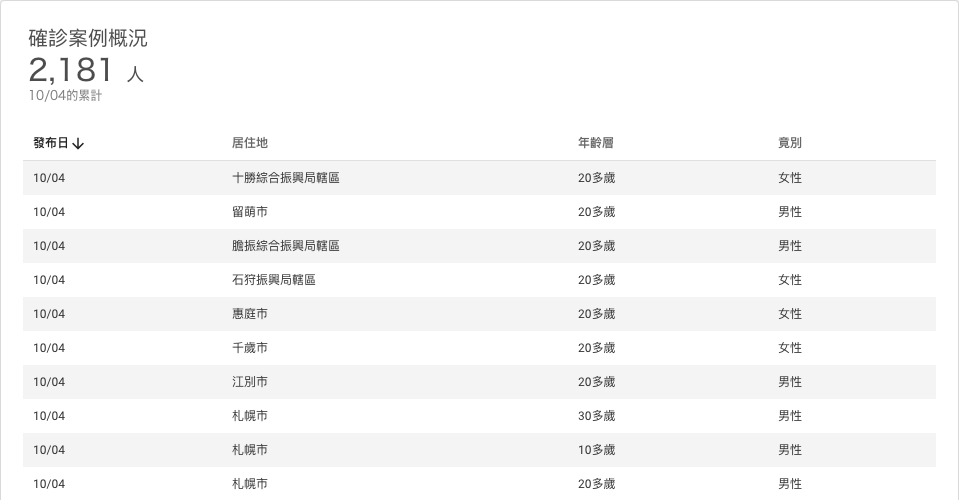 確診案例概況
2,181 人
10/04的累計
發布日↓ 居住地 年齡層 竟別
10/04 十勝綜合振興局轄區 20多歲 女性
10/04 留萌市 20多歲 男性
10/04 膽振綜合振興局轄區 20多歲 男性
10/04 石狩振興局轄區 20多歲 女性
10/04 惠庭市 20多歲 女性
10/04 千歲市 20多歲 女性
10/04 江別市 20多歲 男性
10/04 札幌市 30多歲 男性
10/04 札幌市 10多歲 男性
10/04 札幌市 20多歲 男性